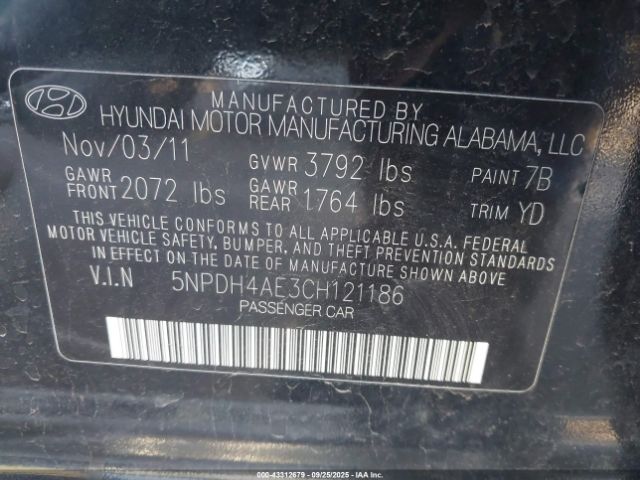 MANUFACTURED BY
HYUNDAI MOTOR MANUFACTURING ALABAMA, LLC
Nov/03/11 GVWR 3792 lbs PAINT 7B
GAWR FRONT 2072 lbs GAWR REAR 1764 lbs TRIM YD
THIS VEHICLE CONFORMS TO ALL APPLICABLE U.S.A. FEDERAL
MOTOR VEHICLE SAFETY, BUMPER, AND THEFT PREVENTION STANDARDS
IN EFFECT ON THE DATE OF MANUFACTURE SHOWN ABOVE
V.I.N 5NPDH4AE3CH121186
PASSENGER CAR
000-43312679 09/25/2025 ©IAA Inc.